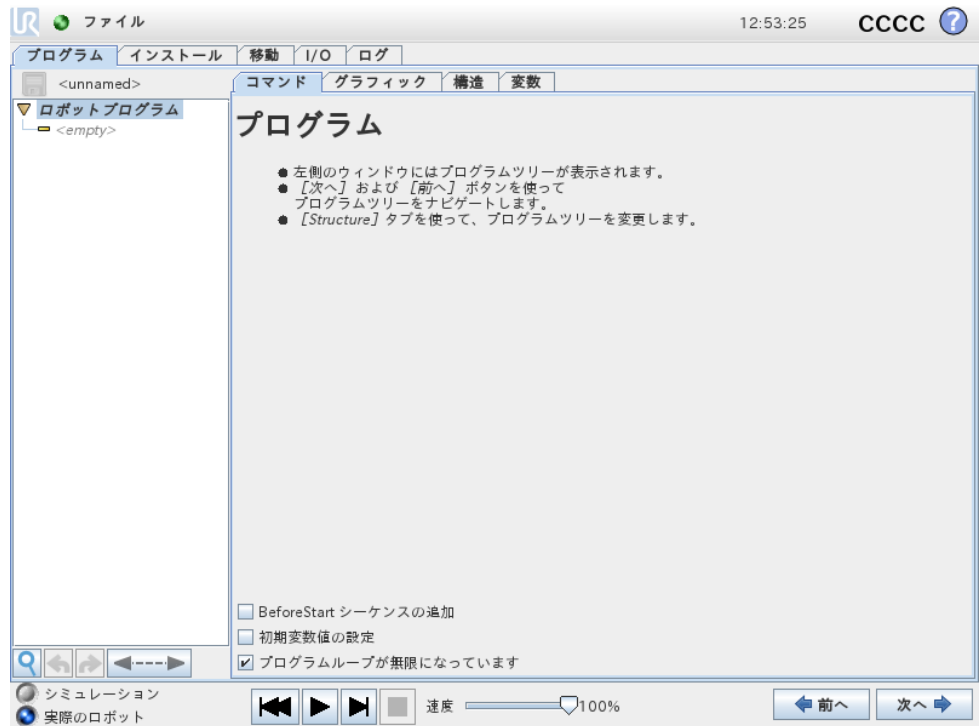 UR ファイル 12:53:25 CCCC ?
プログラム インストール 移動 I/O ログ
<unnamed>
コマンド グラフィック 構造 変数
ロボットプログラム
<empty>
プログラム
● 左側のウィンドウにはプログラムツリーが表示されます。
● [次へ] および [前へ] ボタンを使って
プログラムツリーをナビゲートします。
● [Structure] タブを使って、プログラムツリーを変更します。
BeforeStart シーケンスの追加
初期変数値の設定
プログラムループが無限になっています
シミュレーション
実際のロボット
速度 100%
前へ 次へ